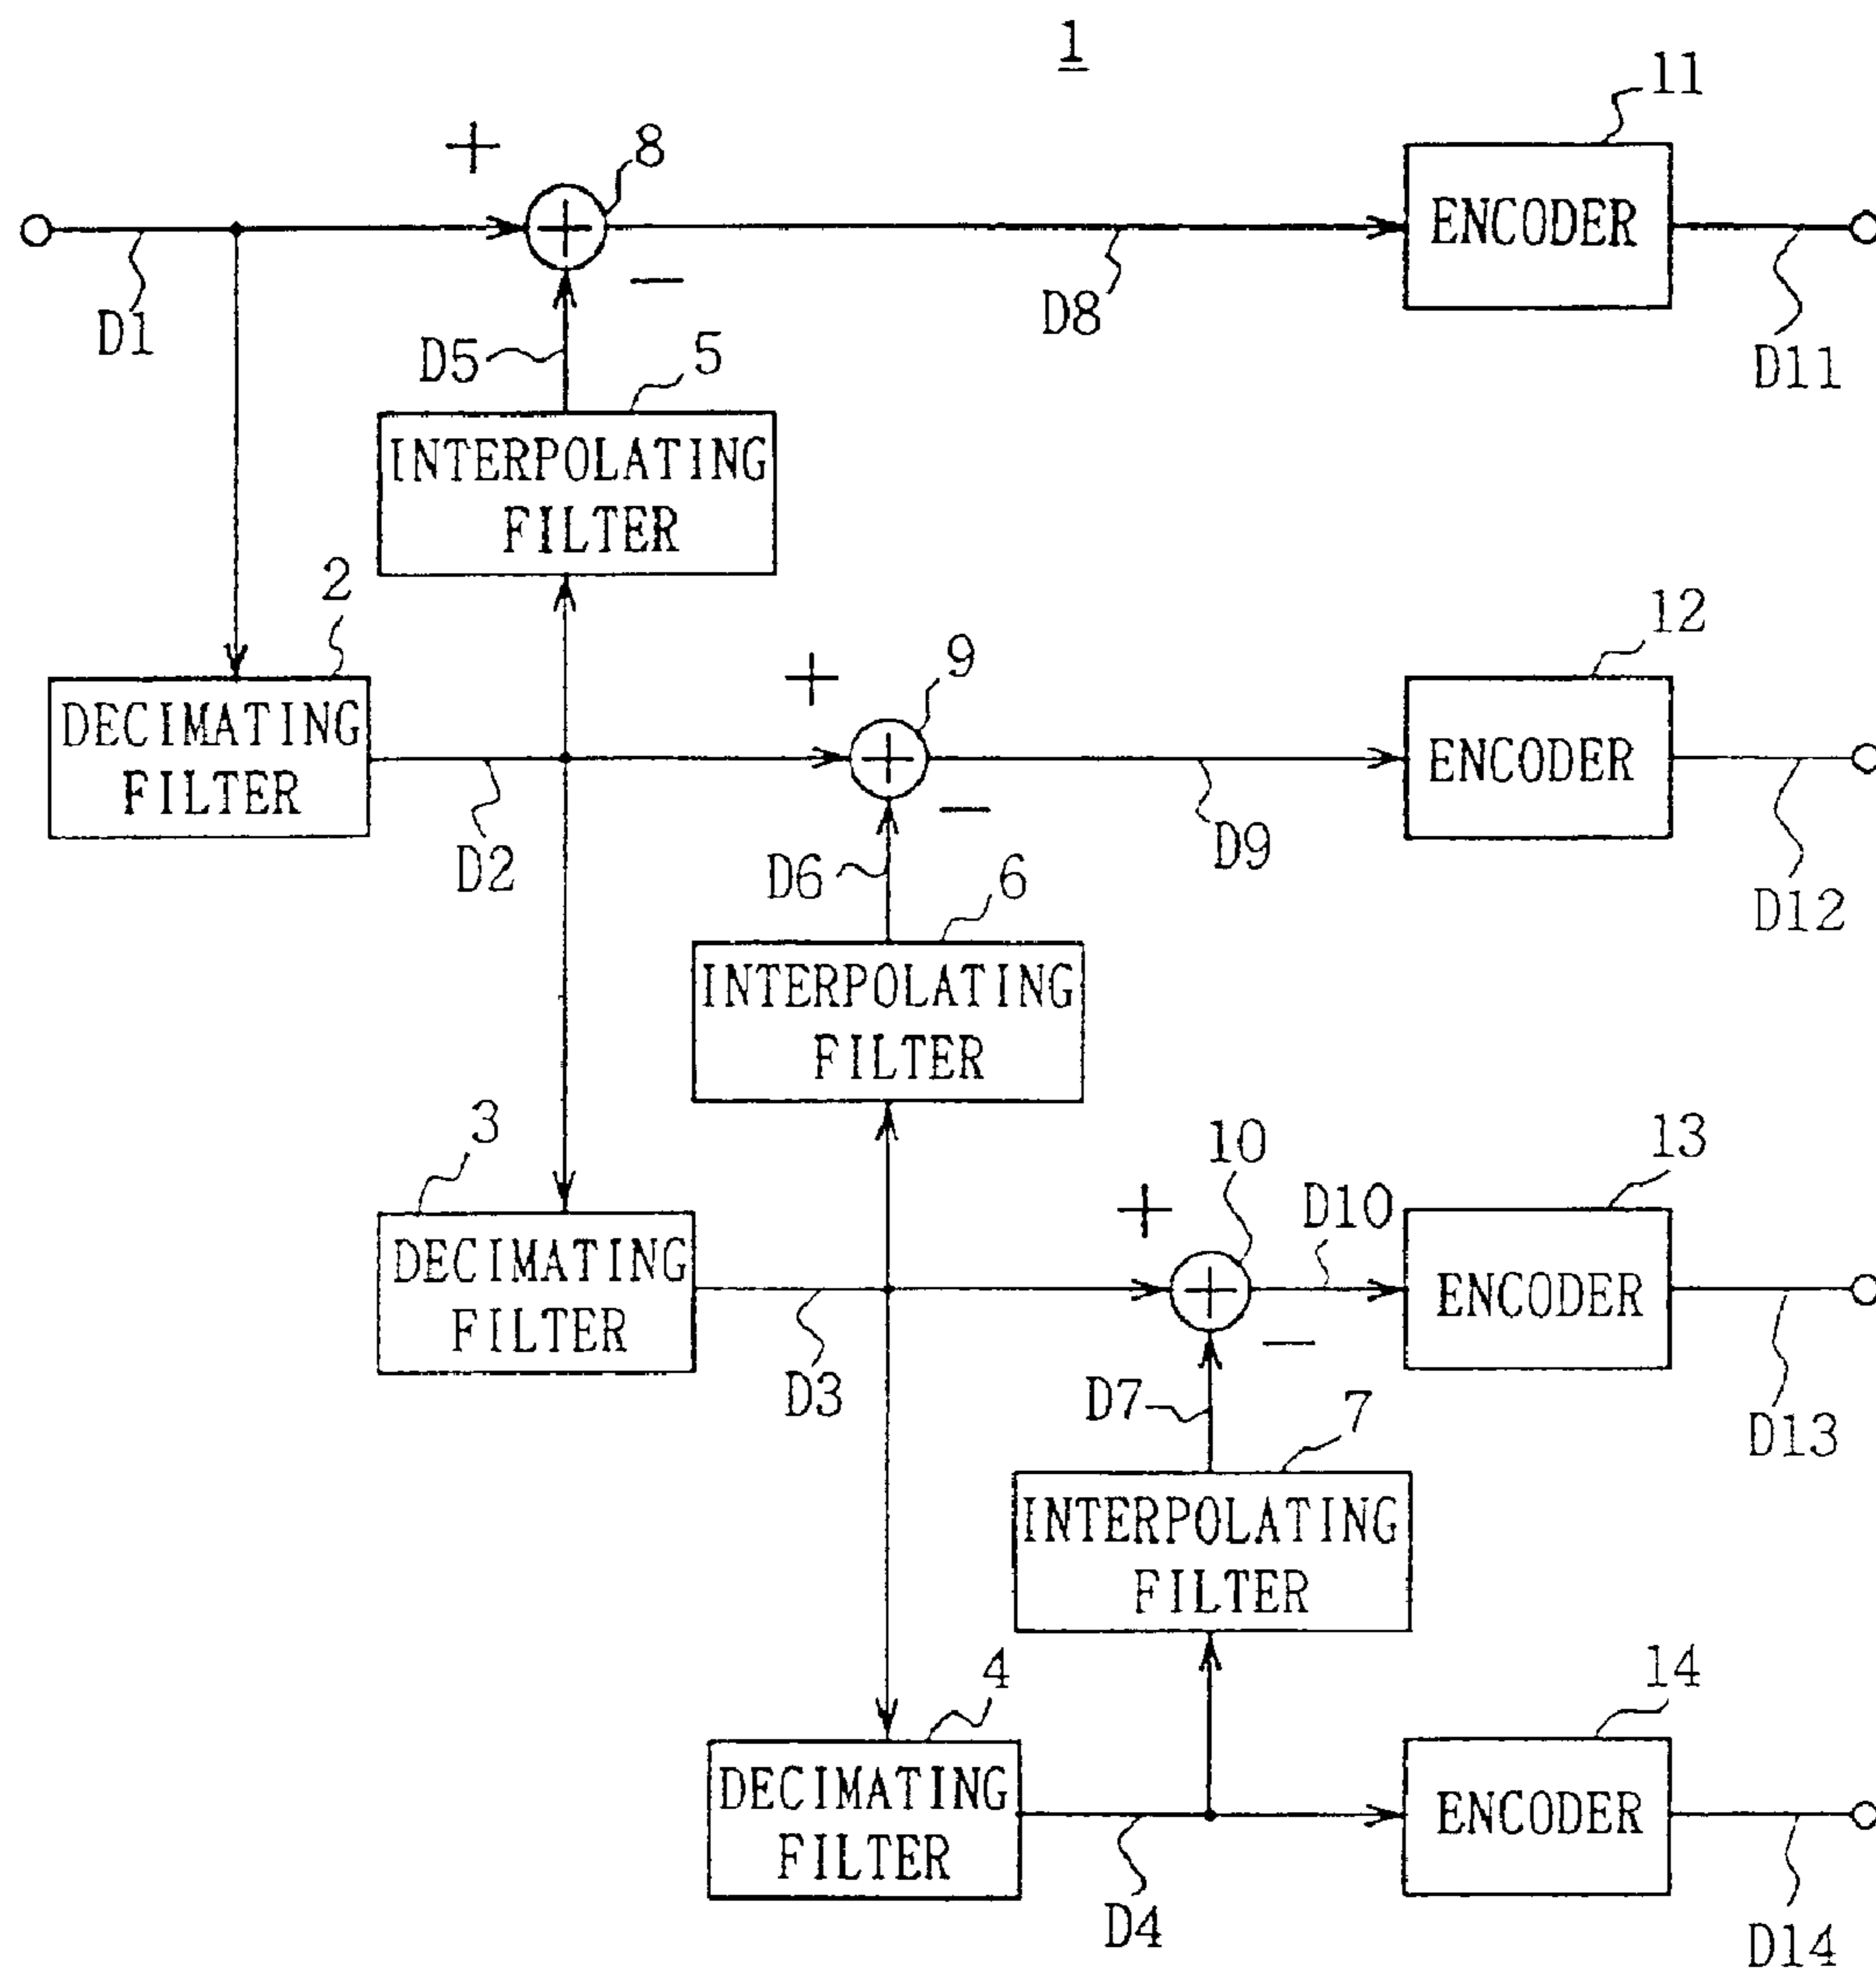 1
11
+
8
ENCODER
D1
D5
5
D8
D11
−
INTERPOLATING
FILTER
2
12
+
9
DECIMATING
FILTER
ENCODER
−
D2
D6
6
D9
D12
INTERPOLATING
FILTER
3
10
13
+
D10
DECIMATING
FILTER
ENCODER
−
D3
D7
7
D13
INTERPOLATING
FILTER
4
14
DECIMATING
FILTER
ENCODER
D4
D14